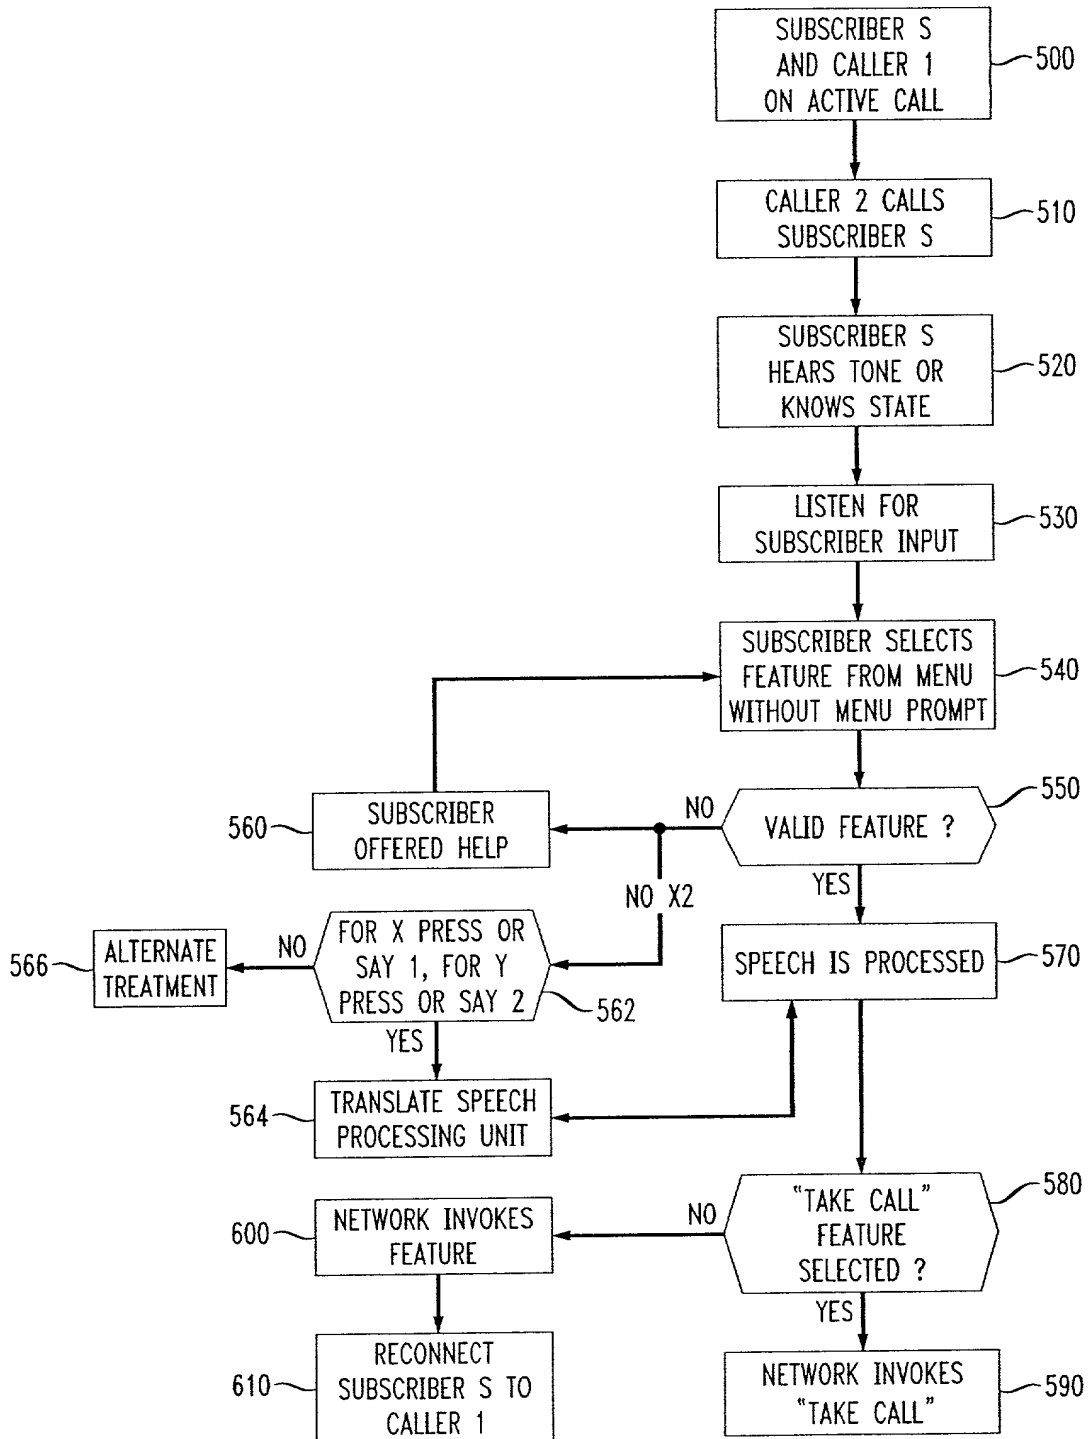 SUBSCRIBER S
AND CALLER 1
ON ACTIVE CALL
500
CALLER 2 CALLS
SUBSCRIBER S
510
SUBSCRIBER S
HEARS TONE OR
KNOWS STATE
520
LISTEN FOR
SUBSCRIBER INPUT
530
SUBSCRIBER SELECTS
FEATURE FROM MENU
WITHOUT MENU PROMPT
540
VALID FEATURE ?
550
NO
YES
560
SUBSCRIBER
OFFERED HELP
NO X2
FOR X PRESS OR
SAY 1, FOR Y
PRESS OR SAY 2
562
NO
YES
566
ALTERNATE
TREATMENT
SPEECH IS PROCESSED
570
564
TRANSLATE SPEECH
PROCESSING UNIT
"TAKE CALL"
FEATURE
SELECTED ?
580
NO
YES
600
NETWORK INVOKES
FEATURE
610
RECONNECT
SUBSCRIBER S TO
CALLER 1
NETWORK INVOKES
"TAKE CALL"
590